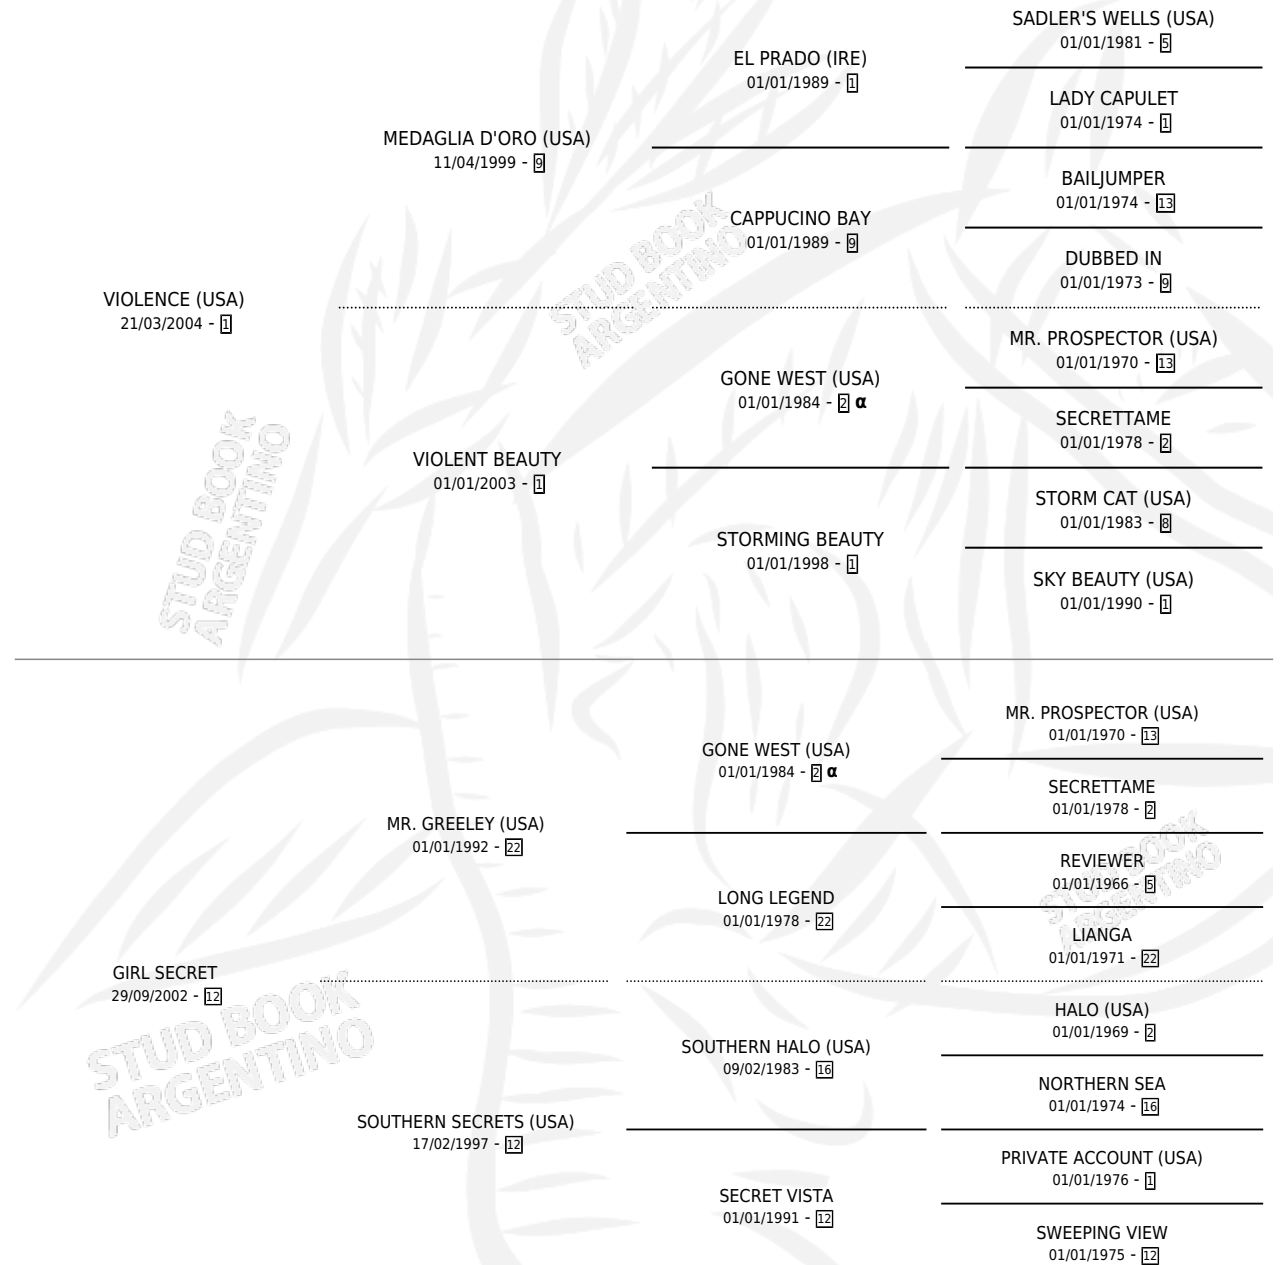 SADLER'S WELLS (USA)
01/01/1981 - 5
EL PRADO (IRE)
01/01/1989 - 1
LADY CAPULET
01/01/1974 - 1
MEDAGLIA D'ORO (USA)
11/04/1999 - 9
BAILJUMPER
01/01/1974 - 13
CAPPUCINO BAY
01/01/1989 - 9
DUBBED IN
01/01/1973 - 9
VIOLENCE (USA)
21/03/2004 - 1
MR. PROSPECTOR (USA)
01/01/1970 - 13
GONE WEST (USA)
01/01/1984 - 2 α
SECRETTAME
01/01/1978 - 2
VIOLENT BEAUTY
01/01/2003 - 1
STORM CAT (USA)
01/01/1983 - 8
STORMING BEAUTY
01/01/1998 - 1
SKY BEAUTY (USA)
01/01/1990 - 1
MR. PROSPECTOR (USA)
01/01/1970 - 13
GONE WEST (USA)
01/01/1984 - 2 α
SECRETTAME
01/01/1978 - 2
MR. GREELEY (USA)
01/01/1992 - 22
REVIEWER
01/01/1966 - 5
LONG LEGEND
01/01/1978 - 22
LIANGA
01/01/1971 - 22
GIRL SECRET
29/09/2002 - 12
HALO (USA)
01/01/1969 - 2
SOUTHERN HALO (USA)
09/02/1983 - 16
NORTHERN SEA
01/01/1974 - 16
SOUTHERN SECRETS (USA)
17/02/1997 - 12
PRIVATE ACCOUNT (USA)
01/01/1976 - 1
SECRET VISTA
01/01/1991 - 12
SWEEPING VIEW
01/01/1975 - 12
STUD BOOK
ARGENTINO
STUD BOOK
ARGENTINO
STUD BOOK
ARGENTINO
STUD BOOK
ARGENTINO